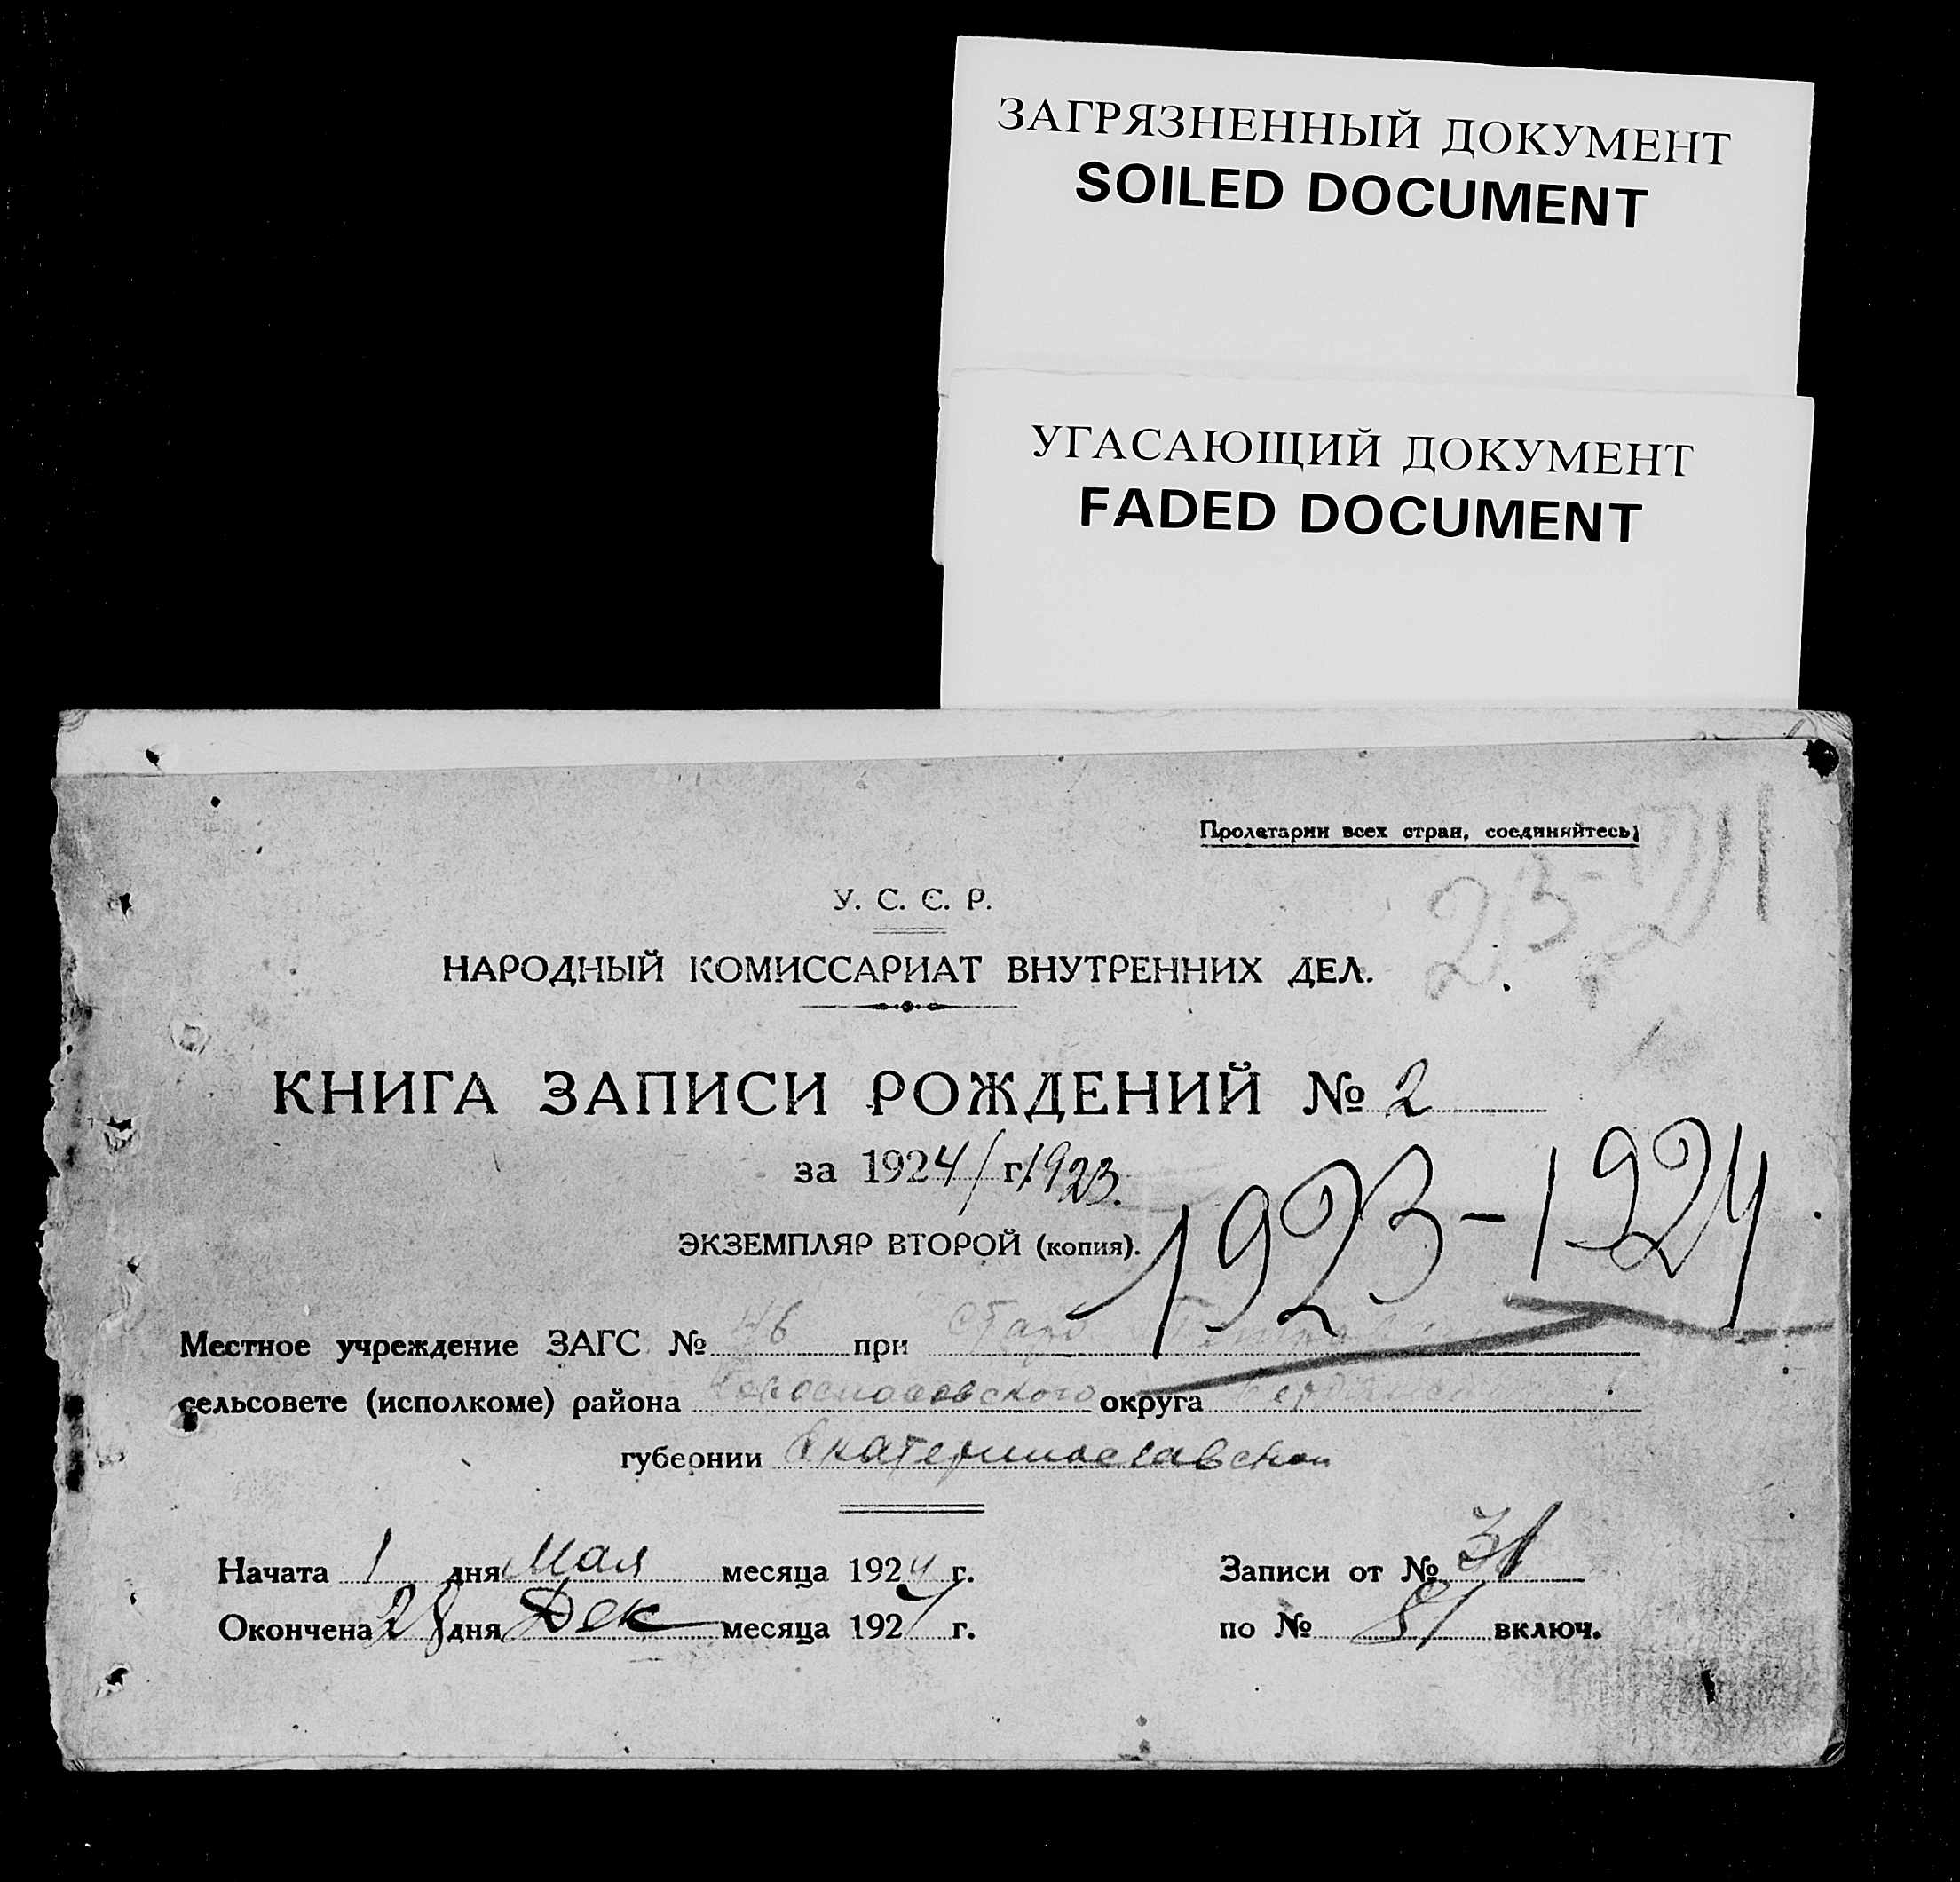 ЗАГРЯЗНЕННЫЙ ДОКУМЕНТ
SOILED DOCUMENT
УГАСАЮЩИЙ ДОКУМЕНТ
FADED DOCUMENT
Пролетарии всех стран, соединяйтесь!
У. С. С. Р.
НАРОДНЫЙ КОМИССАРИАТ ВНУТРЕННИХ ДЕЛ.
КНИГА ЗАПИСИ РОЖДЕНИЙ № 2
за 1924/г. 1923.
1923-1924
ЭКЗЕМПЛЯР ВТОРОЙ (копия).
Местное учреждение ЗАГС № 46 при Старо
сельсовете (исполкоме) района Новоспасовского округа
губернии Екатеринославской
Начата 1 дня Мая месяца 1924 г. Записи от № 31
Окончена 28 дня Дек месяца 1924 г. по № 81 включ.